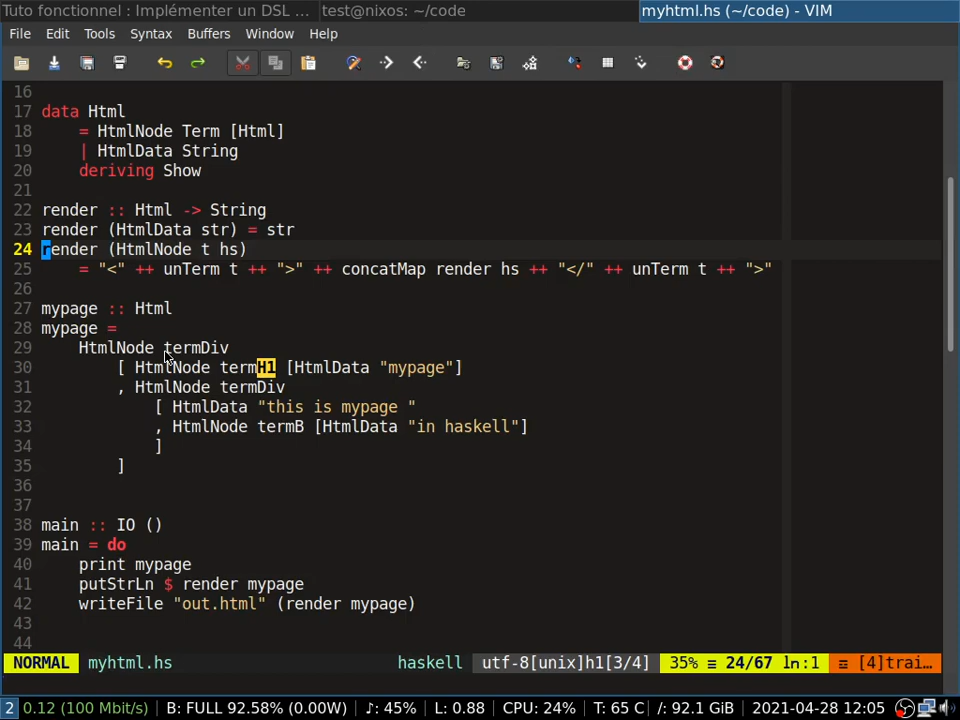 Tuto fonctionnel : Implémenter un DSL ... test@nixos: ~/code myhtml.hs (~/code) - VIM
File Edit Tools Syntax Buffers Window Help
16
17 data Html
18     = HtmlNode Term [Html]
19     | HtmlData String
20     deriving Show
21
22 render :: Html -> String
23 render (HtmlData str) = str
24 render (HtmlNode t hs)
25     = "<" ++ unTerm t ++ ">" ++ concatMap render hs ++ "</" ++ unTerm t ++ ">"
26
27 mypage :: Html
28 mypage =
29     HtmlNode termDiv
30         [ HtmlNode termH1 [HtmlData "mypage"]
31         , HtmlNode termDiv
32             [ HtmlData "this is mypage "
33             , HtmlNode termB [HtmlData "in haskell"]
34             ]
35         ]
36
37
38 main :: IO ()
39 main = do
40     print mypage
41     putStrLn $ render mypage
42     writeFile "out.html" (render mypage)
43
44
NORMAL myhtml.hs haskell utf-8[unix]h1[3/4] 35% ≡ 24/67 ln:1 ☲ [4]trai…
2 0.12 (100 Mbit/s) B: FULL 92.58% (0.00W) ♪: 45% L: 0.88 CPU: 24% T: 65 C /: 92.1 GiB 2021-04-28 12:05